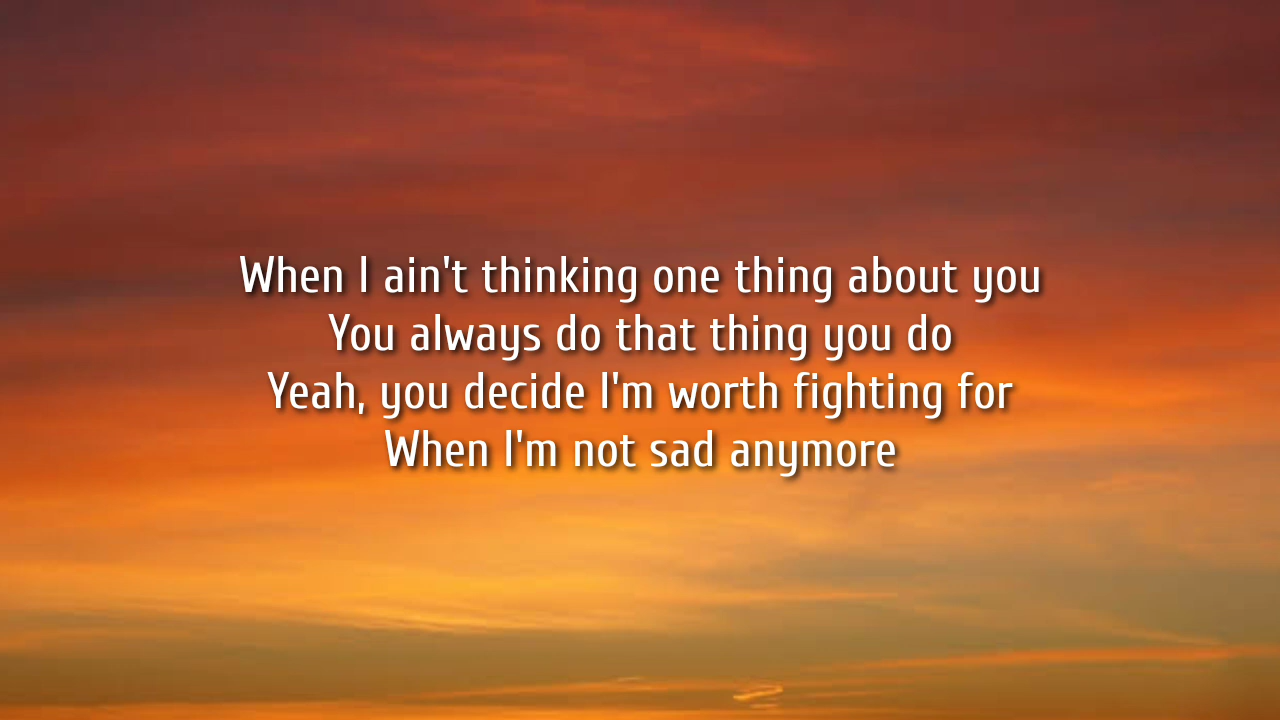 When I ain't thinking one thing about you
You always do that thing you do
Yeah, you decide I'm worth fighting for
When I'm not sad anymore